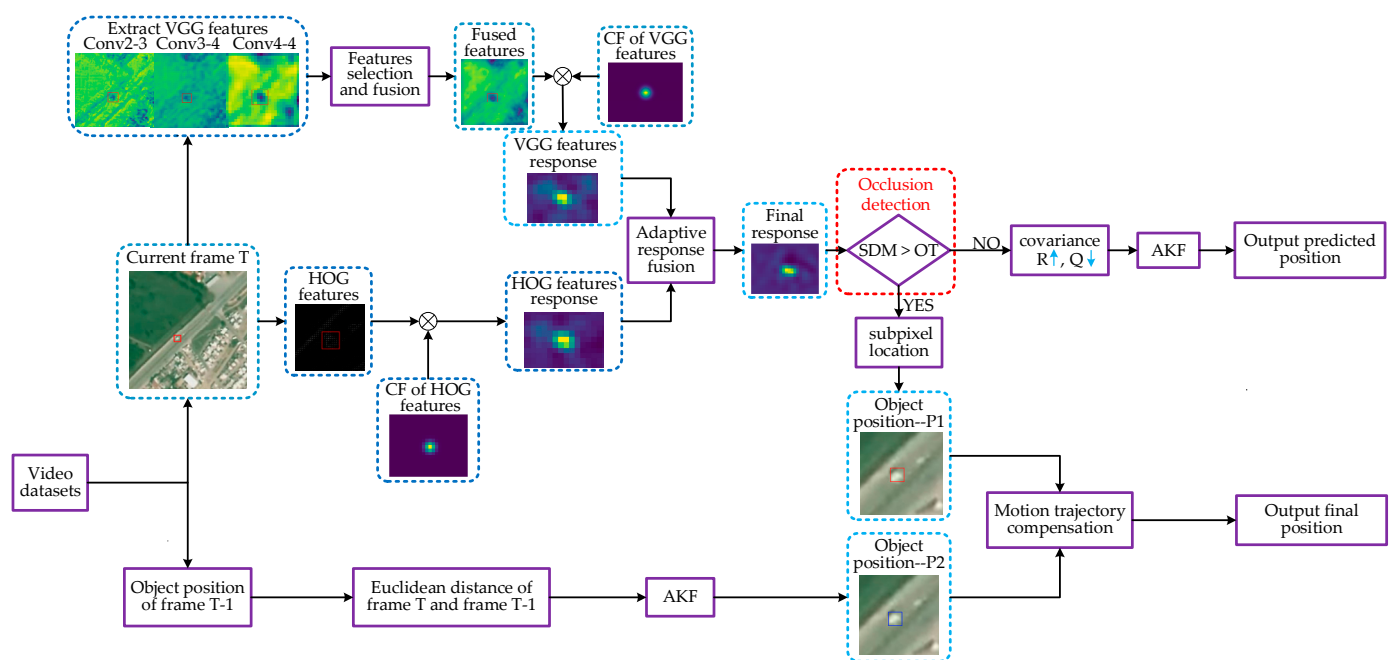 Extract VGG features
Conv2-3 Conv3-4 Conv4-4
Features
selection
and fusion
Fused
features
CF of VGG
features
VGG features
response
Current frame T
HOG
features
CF of HOG
features
HOG features
response
Adaptive
response
fusion
Final
response
Occlusion
detection
SDM > OT
NO
YES
covariance
R↑, Q↓
AKF
Output predicted
position
subpixel
location
Object
position--P1
Video
datasets
Object position
of frame T-1
Euclidean distance of
frame T and frame T-1
AKF
Object
position--P2
Motion trajectory
compensation
Output final
position